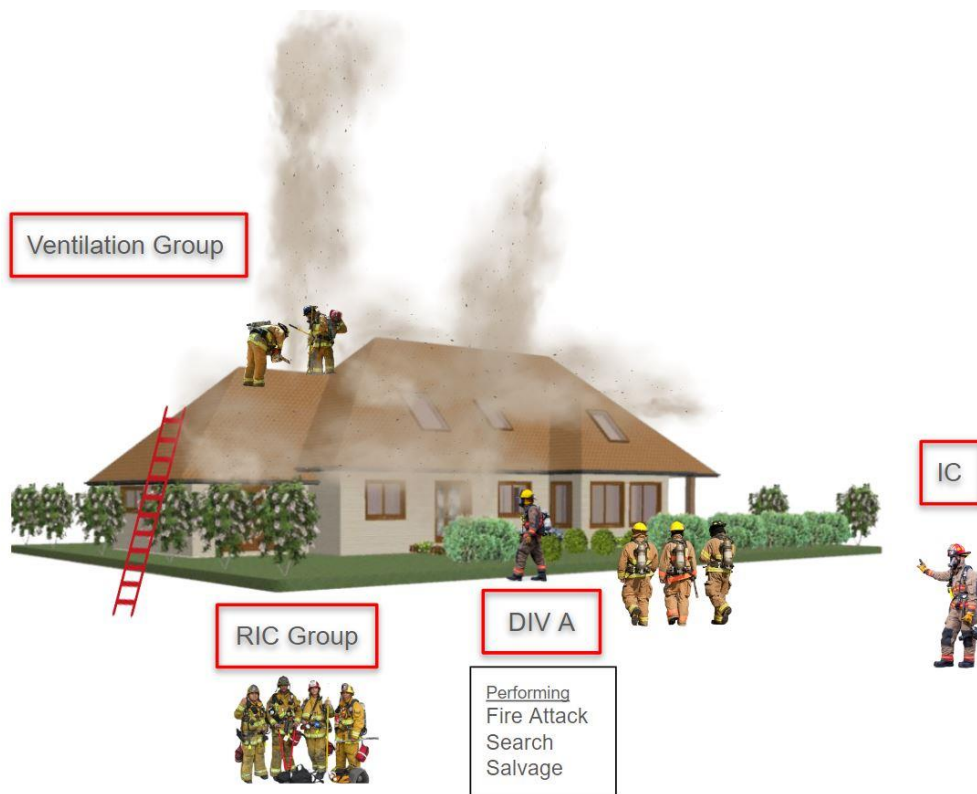 Ventilation Group
IC
RIC Group
DIV A
Performing
Fire Attack
Search
Salvage